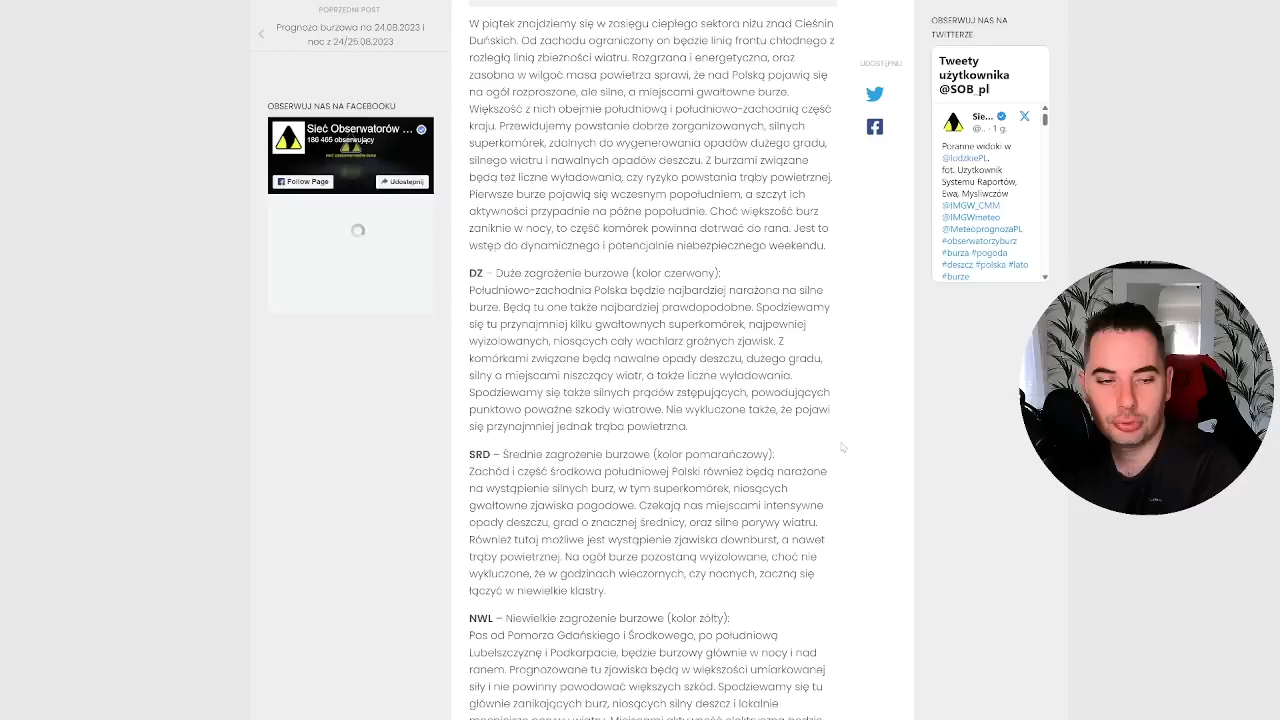 POPRZEDNI POST
Prognoza burzowa na 24.08.2023 i
noc z 24/25.08.2023
OBSERWUJ NAS NA FACEBOOKU
Sieć Obserwatorów ...
186 465 obserwujący
Follow Page
Udostępnij
W piątek znajdziemy się w zasięgu ciepłego sektora niżu znad Cieśnin
Duńskich. Od zachodu ograniczony on będzie linią frontu chłodnego z
rozległą linią zbieżności wiatru. Rozgrzana i energetyczna, oraz
zasobna w wilgoć masa powietrza sprawi, że nad Polską pojawią się
na ogół rozproszone, ale silne, a miejscami gwałtowne burze.
Większość z nich obejmie południową i południowo-zachodnią część
kraju. Przewidujemy powstanie dobrze zorganizowanych, silnych
superkomórek, zdolnych do wygenerowania opadów dużego gradu,
silnego wiatru i nawalnych opadów deszczu. Z burzami związane
będą też liczne wyładowania, czy ryzyko powstania trąby powietrznej.
Pierwsze burze pojawią się wczesnym popołudniem, a szczyt ich
aktywności przypadnie na późne popołudnie. Choć większość burz
zaniknie w nocy, to część komórek powinna dotrwać do rana. Jest to
wstęp do dynamicznego i potencjalnie niebezpiecznego weekendu.
DZ – Duże zagrożenie burzowe (kolor czerwony):
Południowo-zachodnia Polska będzie najbardziej narażona na silne
burze. Będą tu one także najbardziej prawdopodobne. Spodziewamy
się tu przynajmniej kilku gwałtownych superkomórek, najpewniej
wyizolowanych, niosących cały wachlarz groźnych zjawisk. Z
komórkami związane będą nawalne opady deszczu, dużego gradu,
silny a miejscami niszczący wiatr, a także liczne wyładowania.
Spodziewamy się także silnych prądów zstępujących, powodujących
punktowo poważne szkody wiatrowe. Nie wykluczone także, że pojawi
się przynajmniej jednak trąba powietrzna.
SRD – Średnie zagrożenie burzowe (kolor pomarańczowy):
Zachód i część środkowa południowej Polski również będą narażone
na wystąpienie silnych burz, w tym superkomórek, niosących
gwałtowne zjawiska pogodowe. Czekają nas miejscami intensywne
opady deszczu, grad o znacznej średnicy, oraz silne porywy wiatru.
Również tutaj możliwe jest wystąpienie zjawiska downburst, a nawet
trąby powietrznej. Na ogół burze pozostaną wyizolowane, choć nie
wykluczone, że w godzinach wieczornych, czy nocnych, zaczną się
łączyć w niewielkie klastry.
NWL – Niewielkie zagrożenie burzowe (kolor żółty):
Pas od Pomorza Gdańskiego i Środkowego, po południową
Lubelszczyznę i Podkarpacie, będzie burzowy głównie w nocy i nad
ranem. Prognozowane tu zjawiska będą w większości umiarkowanej
siły i nie powinny powodować większych szkód. Spodziewamy się tu
głównie zanikających burz, niosących silny deszcz i lokalnie
UDOSTĘPNIJ
OBSERWUJ NAS NA
TWITTERZE
Tweety
użytkownika
@SOB_pl
Sie...
@.. · 1 g.
Poranne widoki w
@lodzkiePL.
fot. Użytkownik
Systemu Raportów,
Ewa, Myśliwczów
@IMGW_CMM
@IMGWmeteo
@MeteoprognozaPL
#obserwatorzyburz
#burza #pogoda
#deszcz #polska #lato
#burze